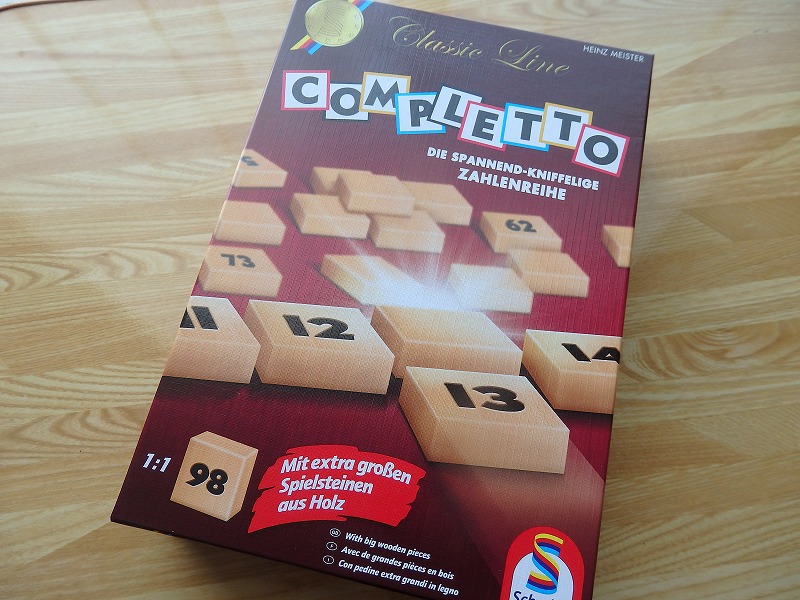 Classic Line
HEINZ MEISTER
COMPLETTO
DIE SPANNEND-KNIFFELIGE
ZAHLENREIHE
62
73
11
12
14
13
1:1
98
Mit extra großen
Spielsteinen
aus Holz
With big wooden pieces
Avec de grandes pièces en bois
Con pedine extra grandi in legno
S